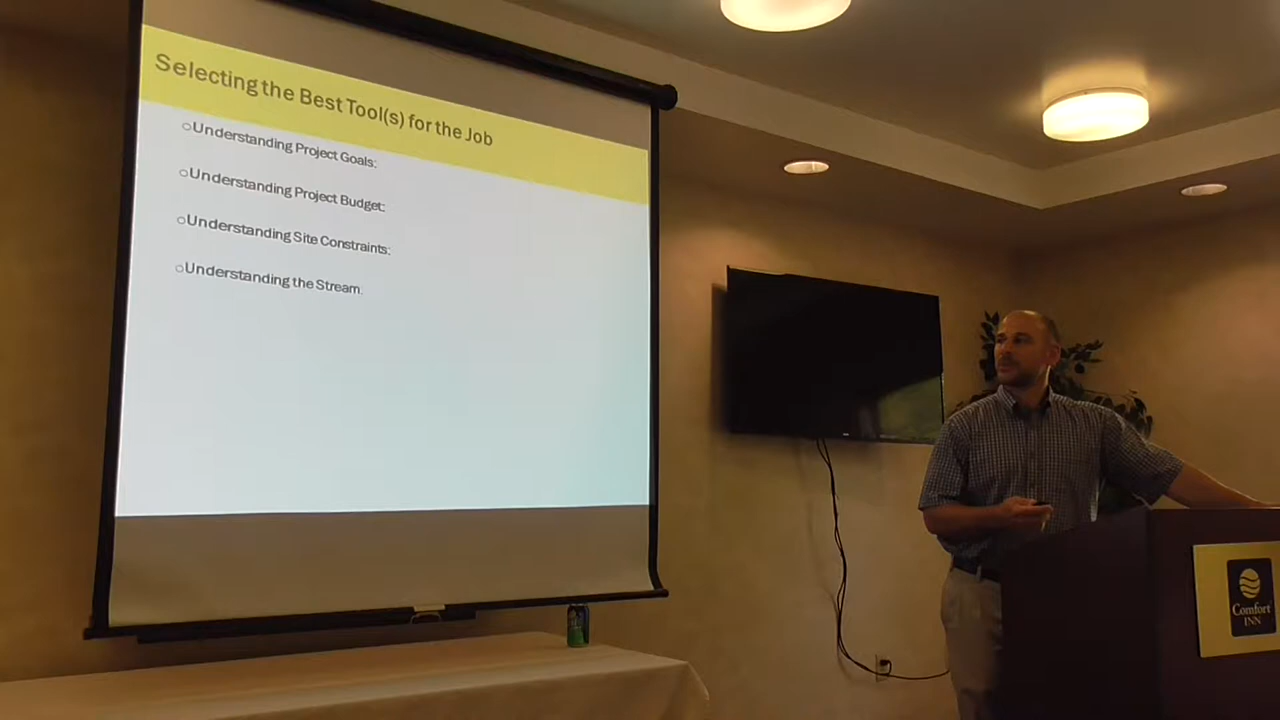 Selecting the Best Tool(s) for the Job
Understanding Project Goals:
Understanding Project Budget:
Understanding Site Constraints:
Understanding the Stream:
Comfort
INN